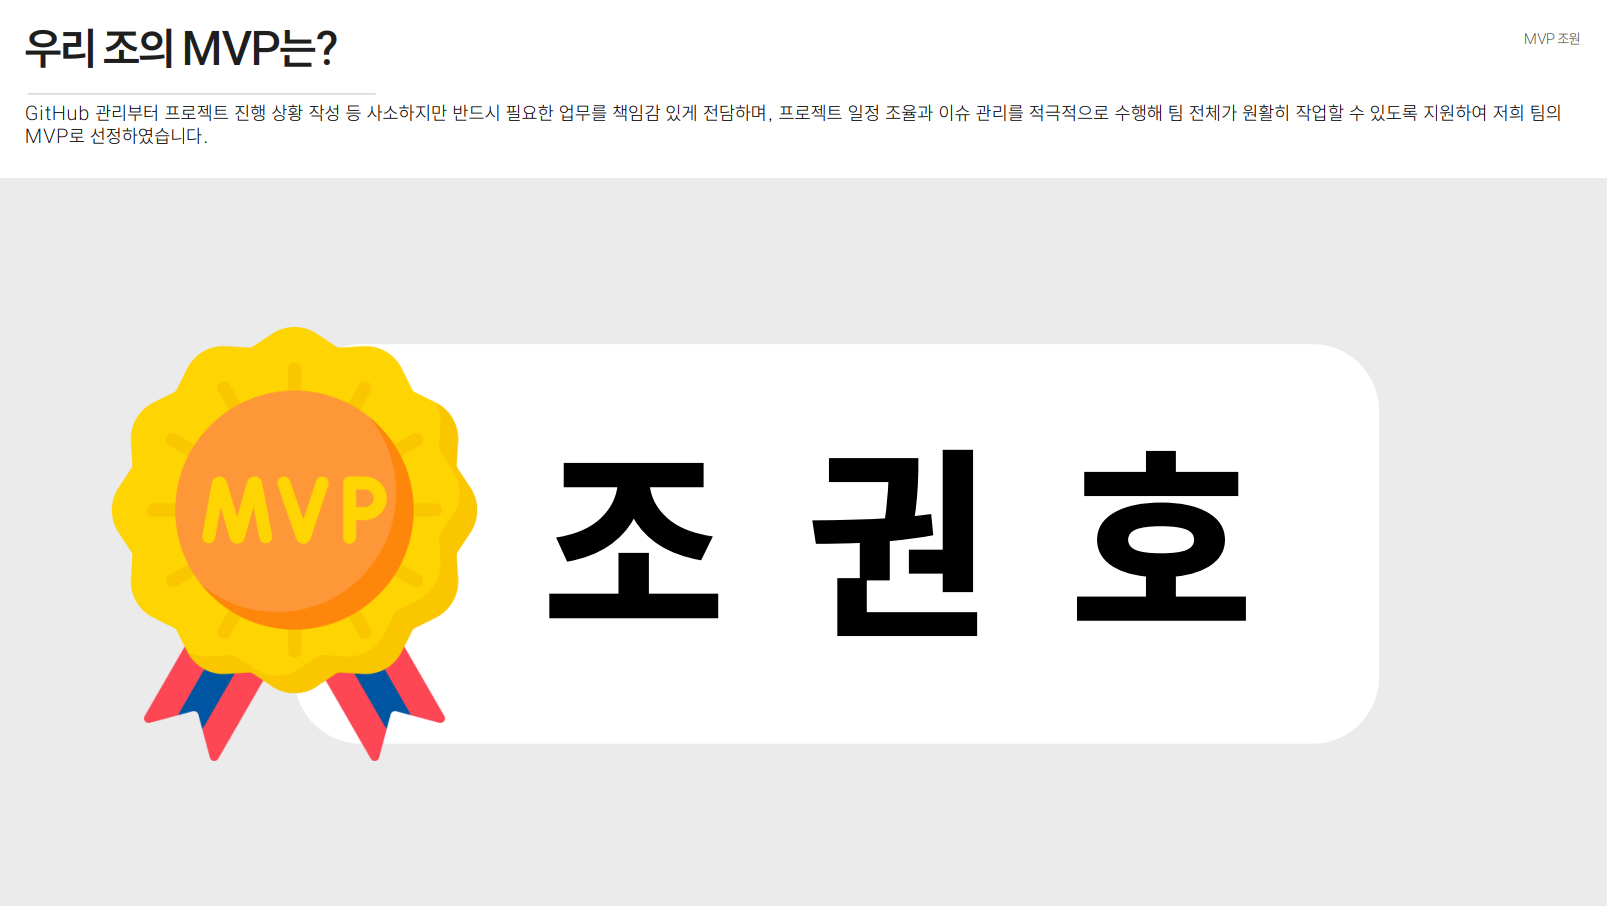 우리 조의 MVP는?
MVP 조원
GitHub 관리부터 프로젝트 진행 상황 작성 등 사소하지만 반드시 필요한 업무를 책임감 있게 전담하며, 프로젝트 일정 조율과 이슈 관리를 적극적으로 수행해 팀 전체가 원활히 작업할 수 있도록 지원하여 저희 팀의
MVP로 선정하였습니다.
MVP
조 권 호